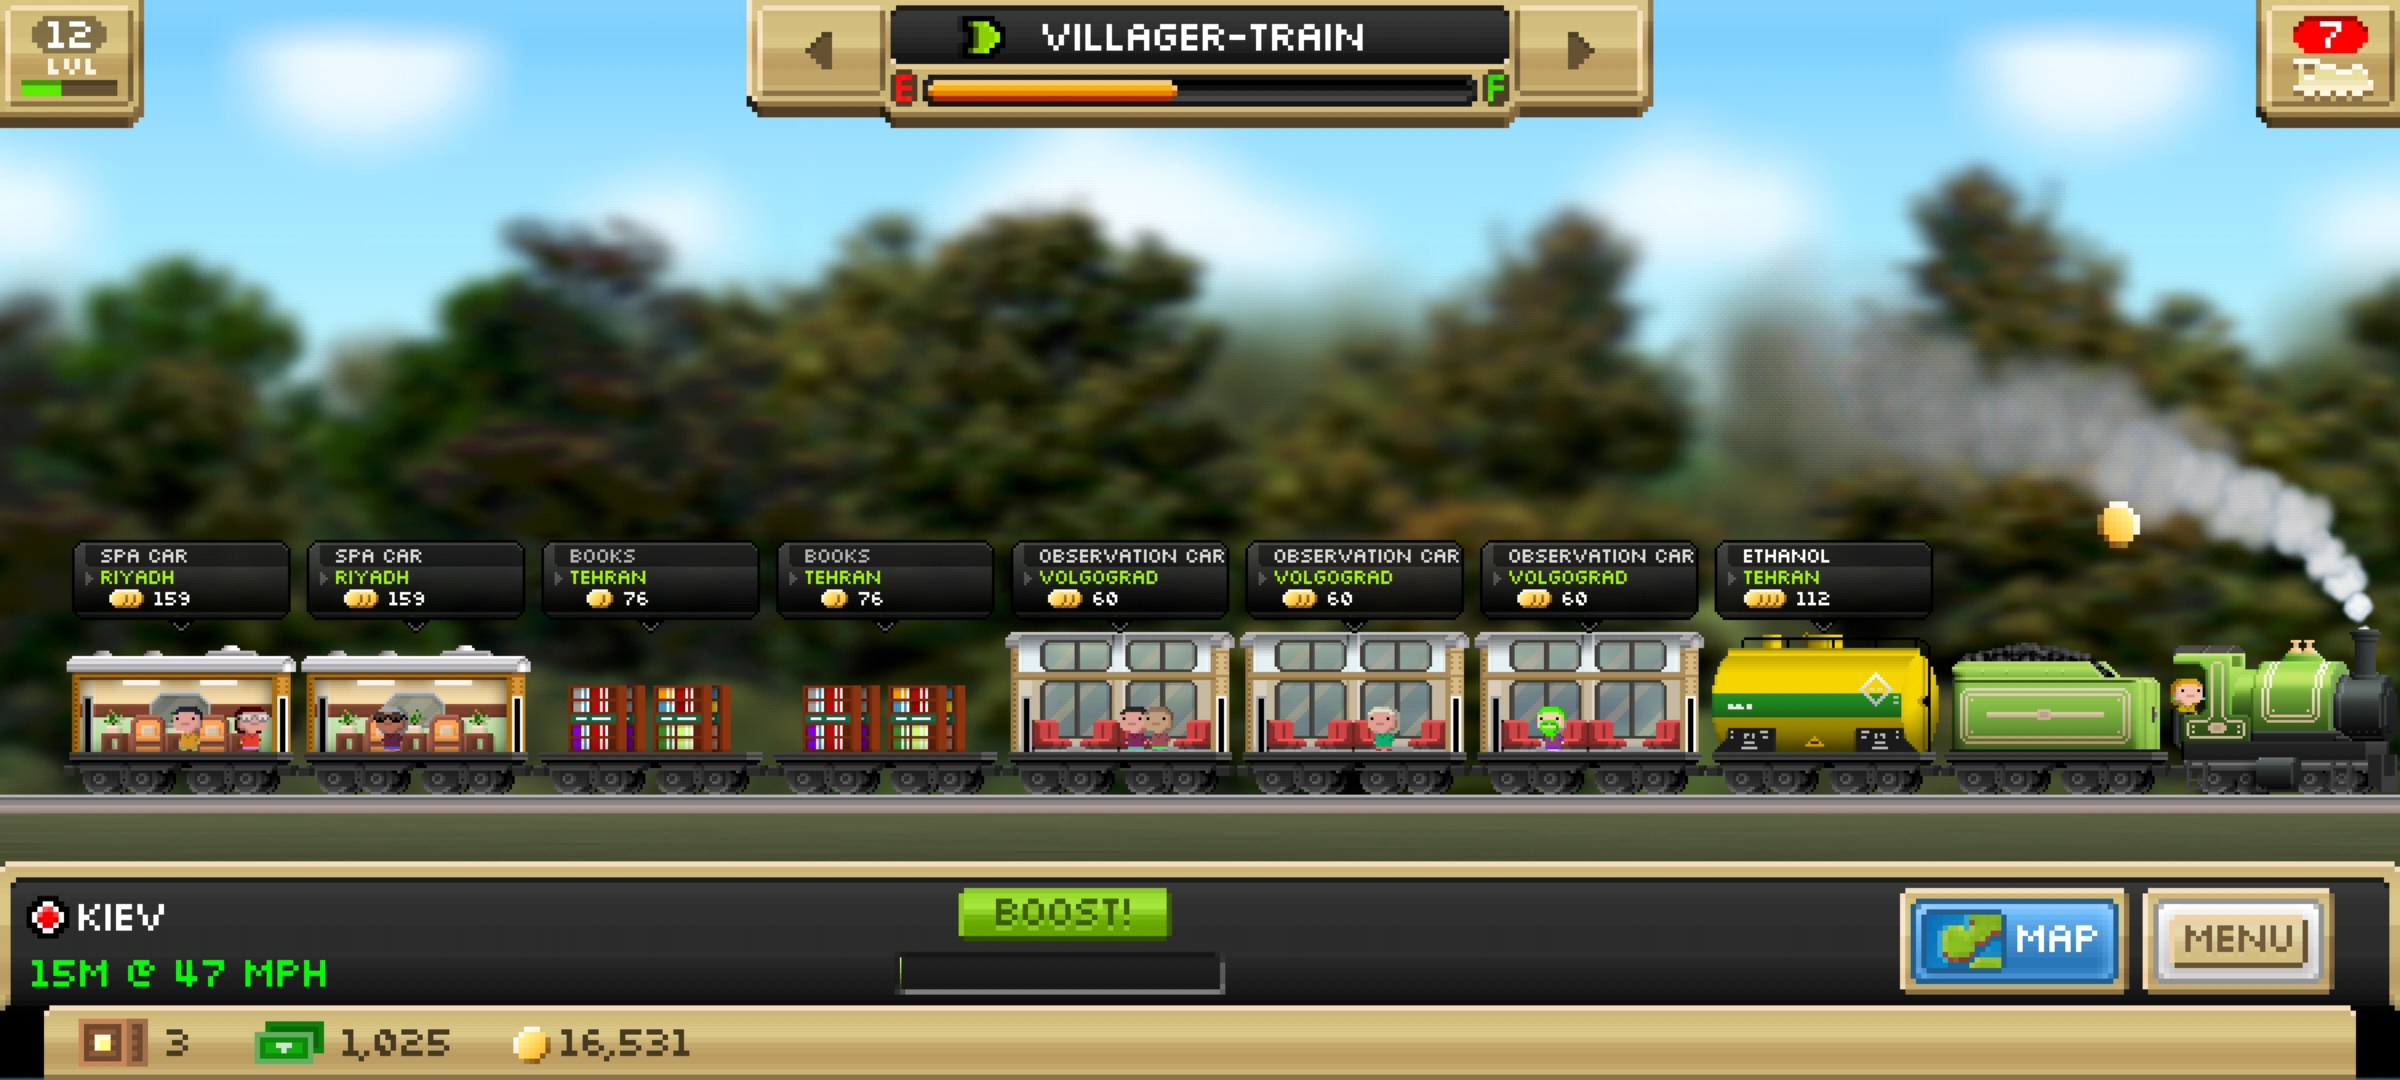 12
LVL
VILLAGER-TRAIN
E
F
7
SPA CAR
RIYADH
159
SPA CAR
RIYADH
159
BOOKS
TEHRAN
76
BOOKS
TEHRAN
76
OBSERVATION CAR
VOLGOGRAD
60
OBSERVATION CAR
VOLGOGRAD
60
OBSERVATION CAR
VOLGOGRAD
60
ETHANOL
TEHRAN
112
KIEV
15M @ 47 MPH
BOOST!
MAP
MENU
3
1,025
16,531